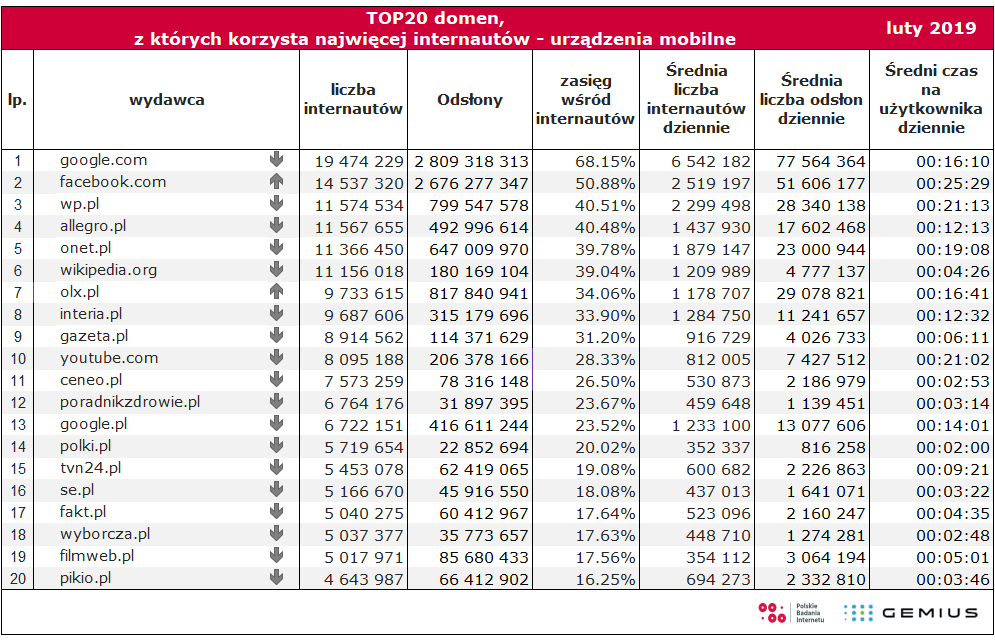 TOP20 domen,
z których korzysta najwięcej internautów - urządzenia mobilne
luty 2019
lp.
wydawca
liczba
internautów
Odsłony
zasięg
wśród
internautów
Średnia
liczba
internautów
dziennie
Średnia
liczba odsłon
dziennie
Średni czas
na
użytkownika
dziennie
1 google.com 19 474 229 2 809 318 313 68.15% 6 542 182 77 564 364 00:16:10
2 facebook.com 14 537 320 2 676 277 347 50.88% 2 519 197 51 606 177 00:25:29
3 wp.pl 11 574 534 799 547 578 40.51% 2 299 498 28 340 138 00:21:13
4 allegro.pl 11 567 655 492 996 614 40.48% 1 437 930 17 602 468 00:12:13
5 onet.pl 11 366 450 647 009 970 39.78% 1 879 147 23 000 944 00:19:08
6 wikipedia.org 11 156 018 180 169 104 39.04% 1 209 989 4 777 137 00:04:26
7 olx.pl 9 733 615 817 840 941 34.06% 1 178 707 29 078 821 00:16:41
8 interia.pl 9 687 606 315 179 696 33.90% 1 284 750 11 241 657 00:12:32
9 gazeta.pl 8 914 562 114 371 629 31.20% 916 729 4 026 733 00:06:11
10 youtube.com 8 095 188 206 378 166 28.33% 812 005 7 427 512 00:21:02
11 ceneo.pl 7 573 259 78 316 148 26.50% 530 873 2 186 979 00:02:53
12 poradnikzdrowie.pl 6 764 176 31 897 395 23.67% 459 648 1 139 451 00:03:14
13 google.pl 6 722 151 416 611 244 23.52% 1 233 100 13 077 606 00:14:01
14 polki.pl 5 719 654 22 852 694 20.02% 352 337 816 258 00:02:00
15 tvn24.pl 5 453 078 62 419 065 19.08% 600 682 2 226 863 00:09:21
16 se.pl 5 166 670 45 916 550 18.08% 437 013 1 641 071 00:03:22
17 fakt.pl 5 040 275 60 412 967 17.64% 523 096 2 160 247 00:04:35
18 wyborcza.pl 5 037 377 35 773 657 17.63% 448 710 1 274 281 00:02:48
19 filmweb.pl 5 017 971 85 680 433 17.56% 354 112 3 064 194 00:05:01
20 pikio.pl 4 643 987 66 412 902 16.25% 694 273 2 332 810 00:03:46
Polskie
Badania
Internetu
GEMIUS